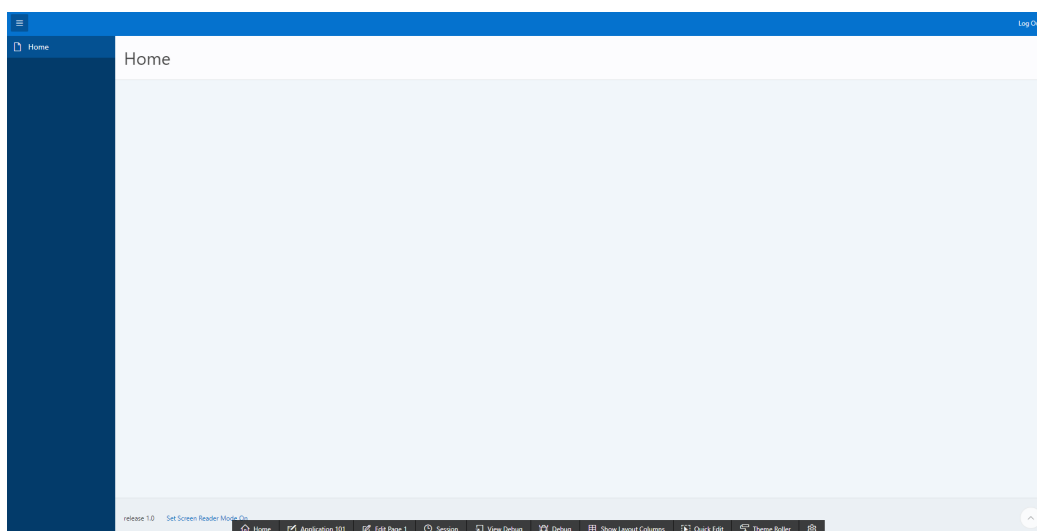 Log O
Home
Home
release 1.0 Set Screen Reader Mode On
Home Application 101 Edit Page 1 Session View Debug Debug Show Layout Columns Quick Edit Theme Roller